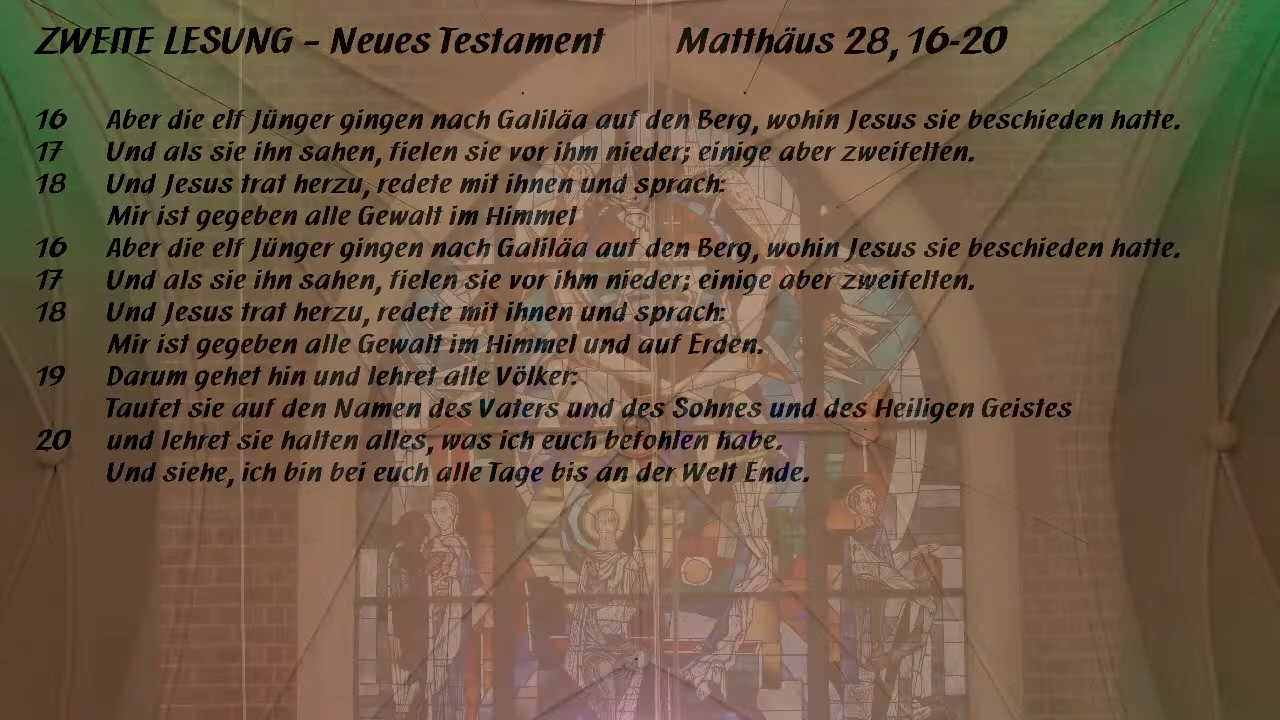 ZWEITE LESUNG – Neues Testament Matthäus 28, 16-20
16 Aber die elf Jünger gingen nach Galiläa auf den Berg, wohin Jesus sie beschieden hatte.
17 Und als sie ihn sahen, fielen sie vor ihm nieder; einige aber zweifelten.
18 Und Jesus trat herzu, redete mit ihnen und sprach:
Mir ist gegeben alle Gewalt im Himmel
16 Aber die elf Jünger gingen nach Galiläa auf den Berg, wohin Jesus sie beschieden hatte.
17 Und als sie ihn sahen, fielen sie vor ihm nieder; einige aber zweifelten.
18 Und Jesus trat herzu, redete mit ihnen und sprach:
Mir ist gegeben alle Gewalt im Himmel und auf Erden.
19 Darum gehet hin und lehret alle Völker:
Taufet sie auf den Namen des Vaters und des Sohnes und des Heiligen Geistes
20 und lehret sie halten alles, was ich euch befohlen habe.
Und siehe, ich bin bei euch alle Tage bis an der Welt Ende.